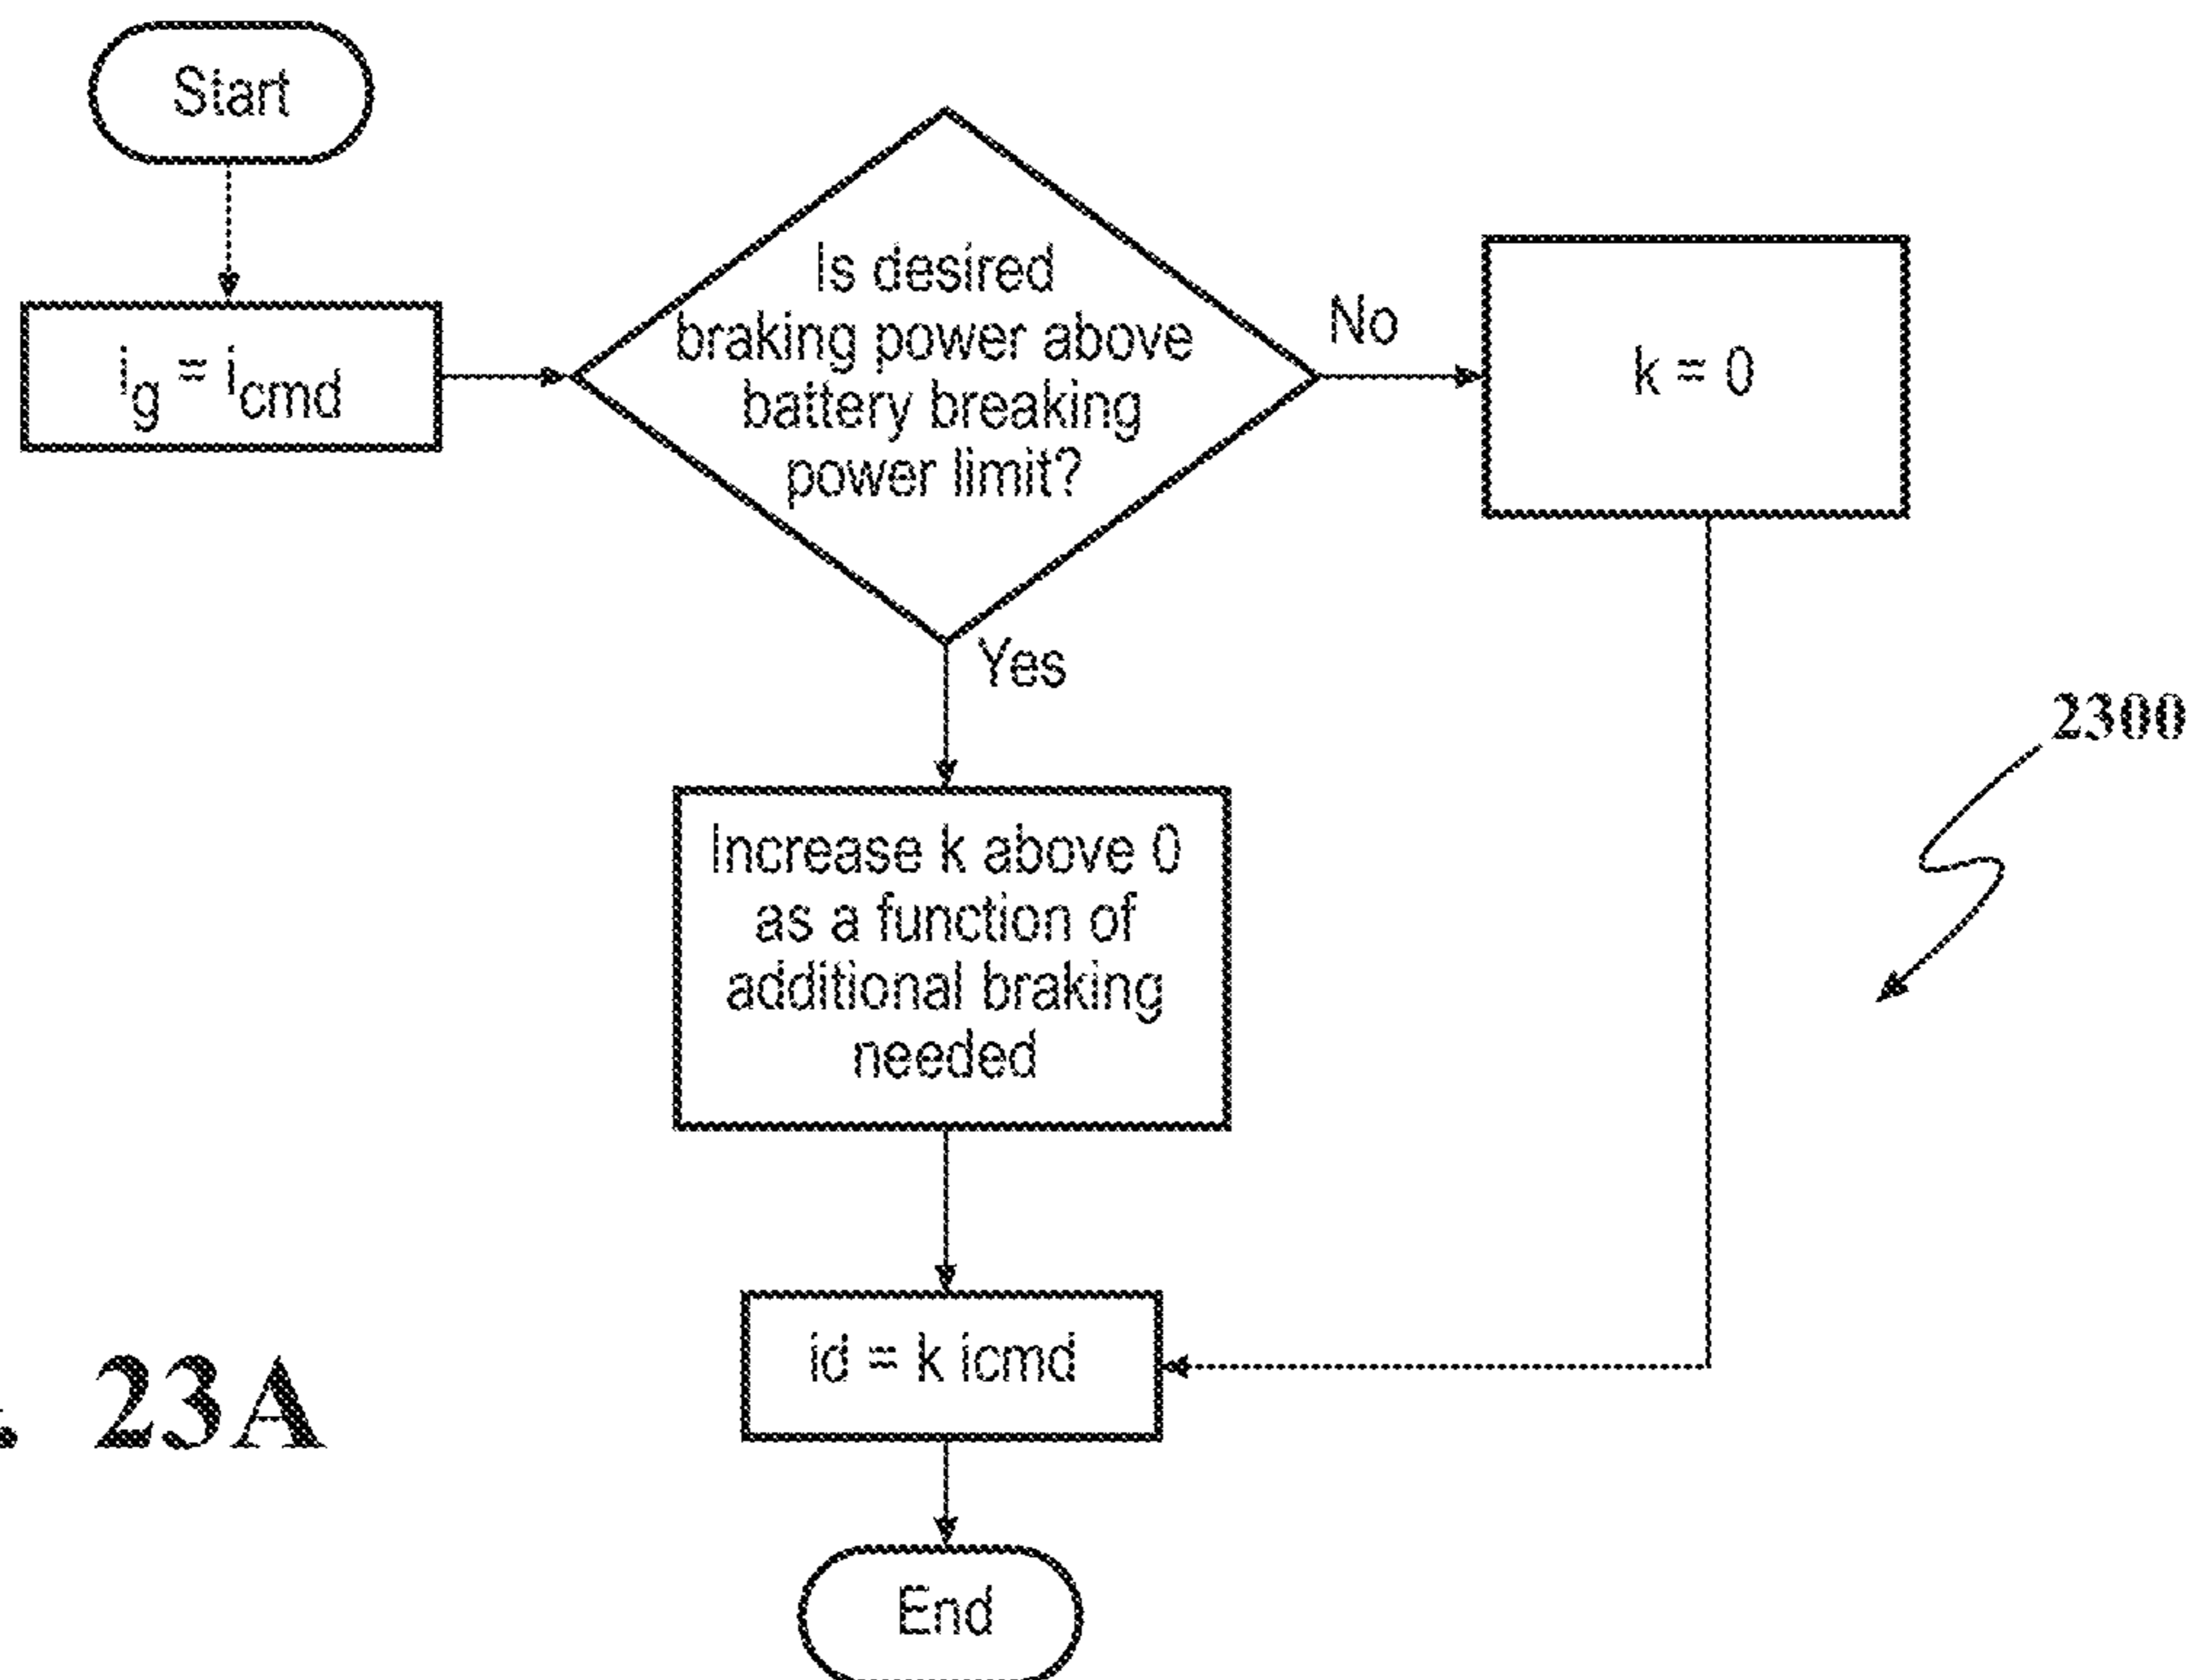 Start
ig = icmd
Is desired
braking power above
battery breaking
power limit?
No
k = 0
Yes
2300
Increase k above 0
as a function of
additional braking
needed
id = k icmd
23A
End